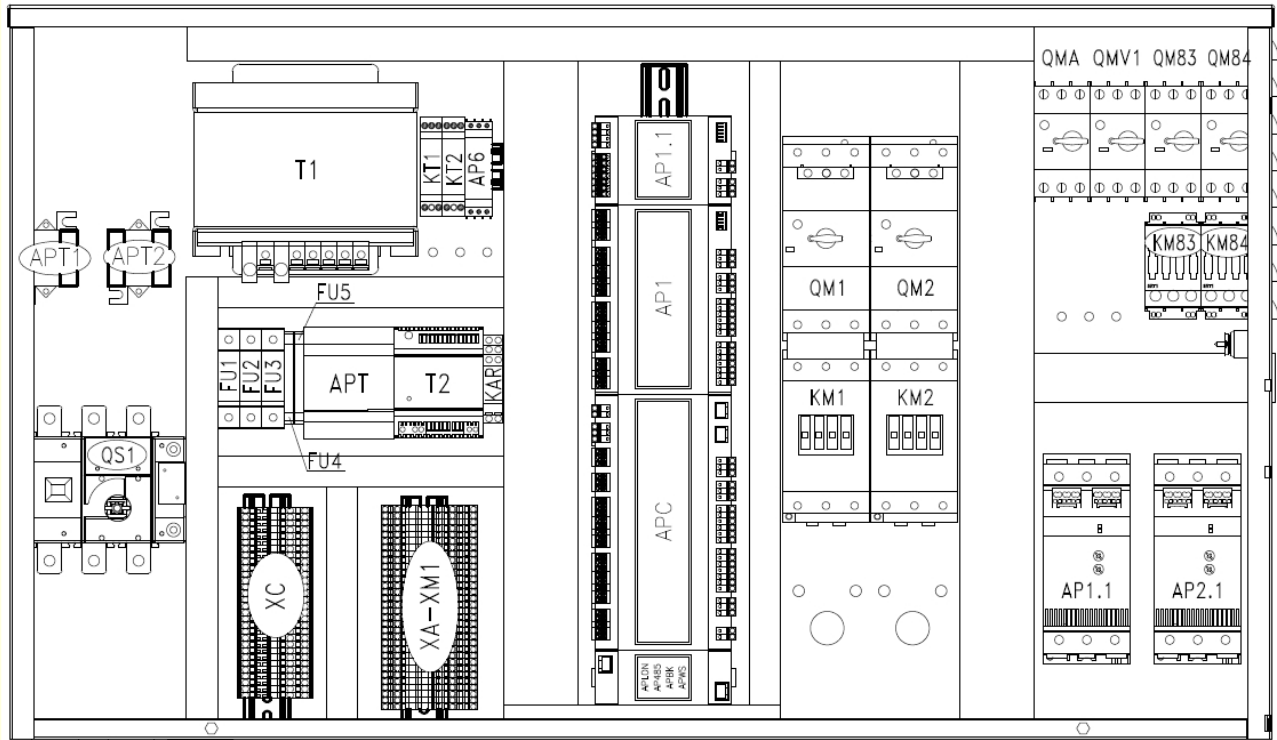 QMA QMV1 QM83 QM84
T1
KT1
KT2
AP6
AP1.1
APT1
APT2
KM83
KM84
FU5
AP1
QM1
QM2
FU1
FU2
FU3
APT
T2
KAR
KM1
KM2
QS1
FU4
APC
XC
XA-XM1
AP1.1
AP2.1
APLON
AP485
APBK
APWS